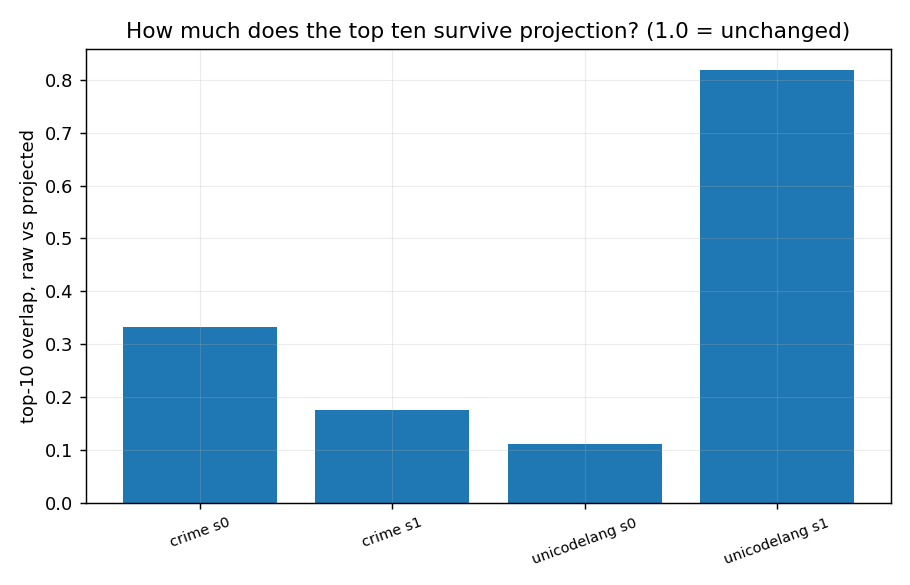 How much does the top ten survive projection? (1.0 = unchanged)
top-10 overlap, raw vs projected
0.8
0.7
0.6
0.5
0.4
0.3
0.2
0.1
0.0
crime s0
crime s1
unicodelang s0
unicodelang s1